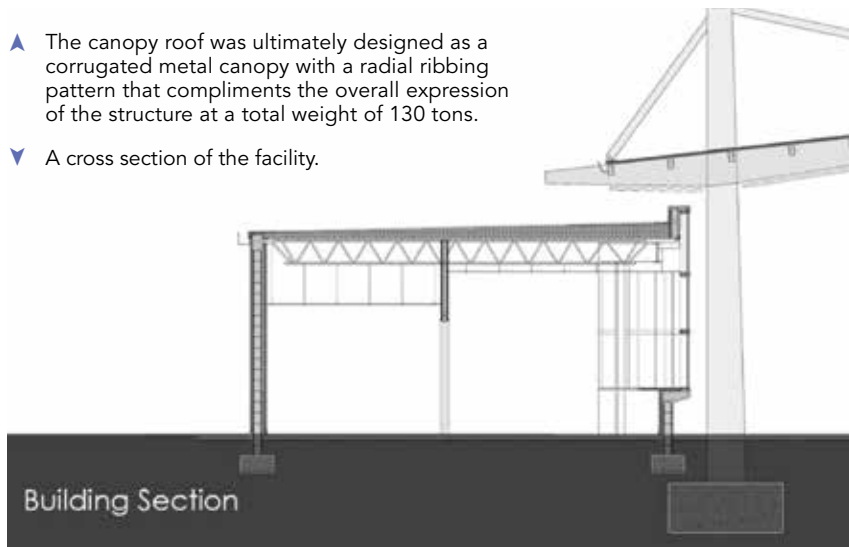 The canopy roof was ultimately designed as a
corrugated metal canopy with a radial ribbing
pattern that compliments the overall expression
of the structure at a total weight of 130 tons.
A cross section of the facility.
Building Section